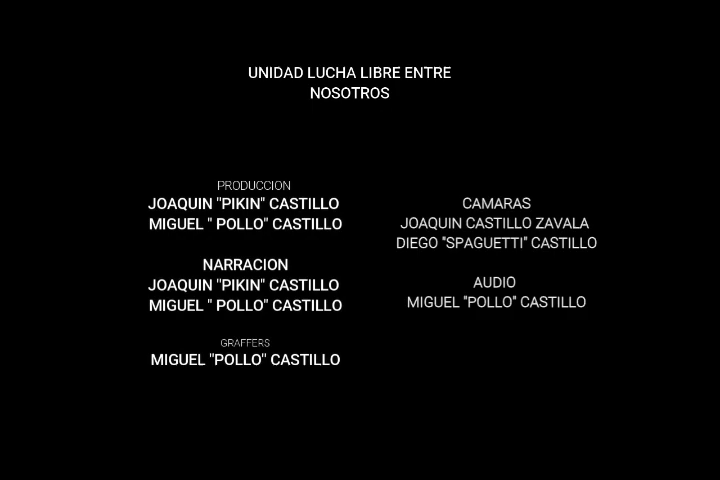 UNIDAD LUCHA LIBRE ENTRE
NOSOTROS
PRODUCCION
JOAQUIN "PIKIN" CASTILLO
MIGUEL " POLLO" CASTILLO
NARRACION
JOAQUIN "PIKIN" CASTILLO
MIGUEL " POLLO" CASTILLO
GRAFFERS
MIGUEL "POLLO" CASTILLO
CAMARAS
JOAQUIN CASTILLO ZAVALA
DIEGO "SPAGUETTI" CASTILLO
AUDIO
MIGUEL "POLLO" CASTILLO